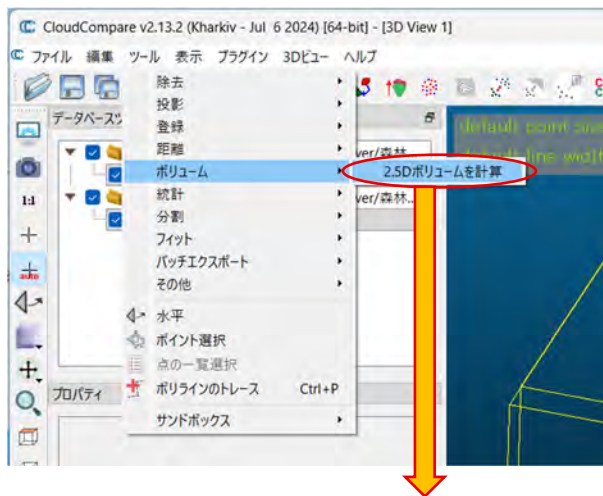 CloudCompare v2.13.2 (Kharkiv - Jul 6 2024) [64-bit] - [3D View 1]
ファイル 編集 ツール 表示 プラグイン 3Dビュー ヘルプ
除去
投影
データベースツ
登録
default point size
距離
ver/森林
default line width
ボリューム
2.5Dボリュームを計算
1:1
統計
ver/森林..
分割
フィット
バッチエクスポート
auto
その他
水平
ポイント選択
点の一覧選択
プロパティ
ポリラインのトレース Ctrl+P
サンドボックス